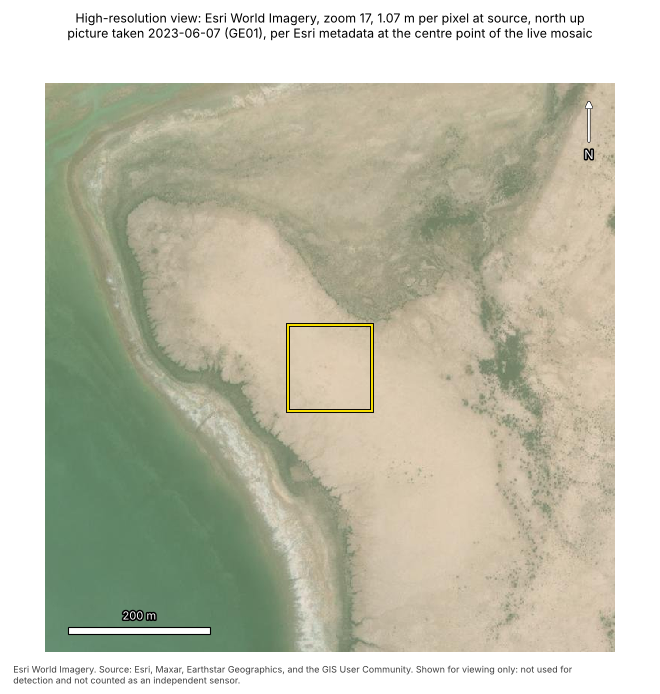 High-resolution view: Esri World Imagery, zoom 17, 1.07 m per pixel at source, north up
picture taken 2023-06-07 (GE01), per Esri metadata at the centre point of the live mosaic
N
200 m
Esri World Imagery. Source: Esri, Maxar, Earthstar Geographics, and the GIS User Community. Shown for viewing only: not used for
detection and not counted as an independent sensor.